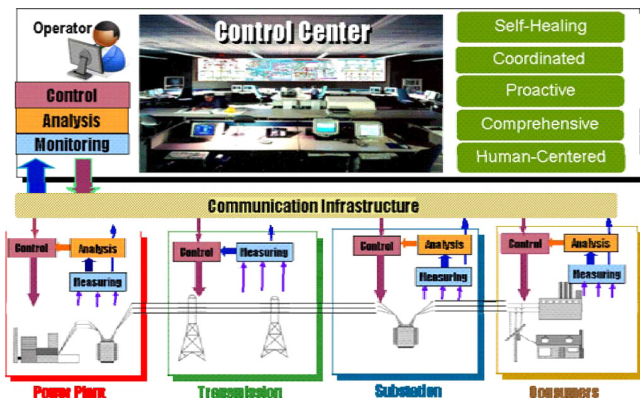 Operator
Control Center
Self-Healing
Coordinated
Proactive
Comprehensive
Human-Centered
Control
Analysis
Monitoring
Communication Infrastructure
Control
Analysis
Measuring
Control
Measuring
Control
Analysis
Measuring
Control
Analysis
Measuring
Power Plant
Transmission
Substation
Consumers